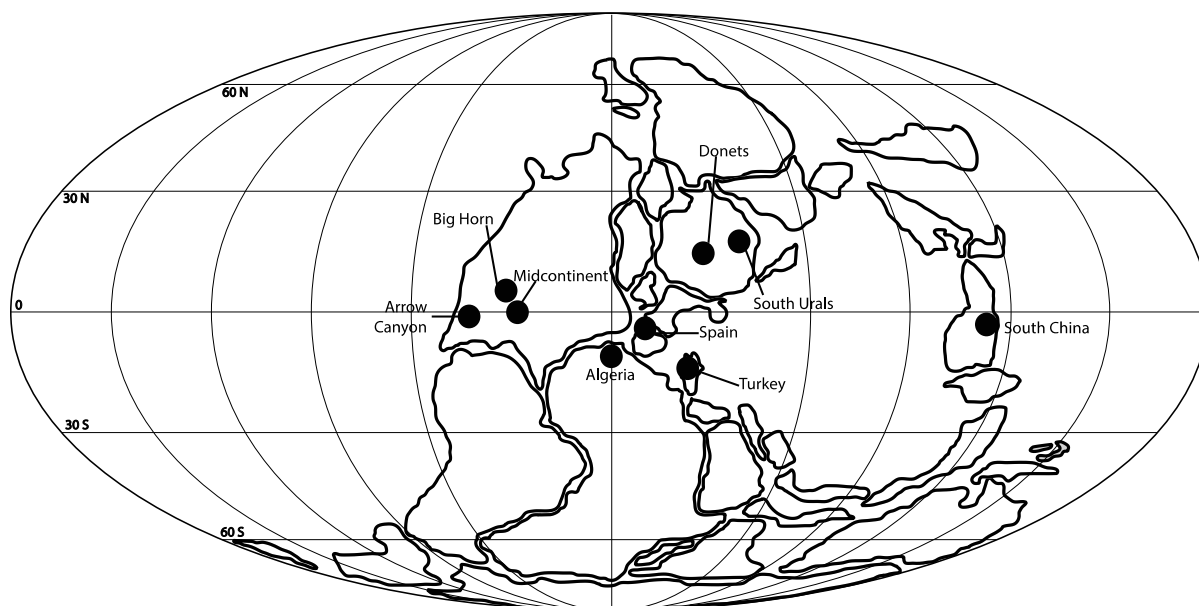 60 N
Donets
30 N
Big Horn
Midcontinent
0
Arrow
Canyon
South Urals
Spain
South China
Algeria
Turkey
30 S
60 S